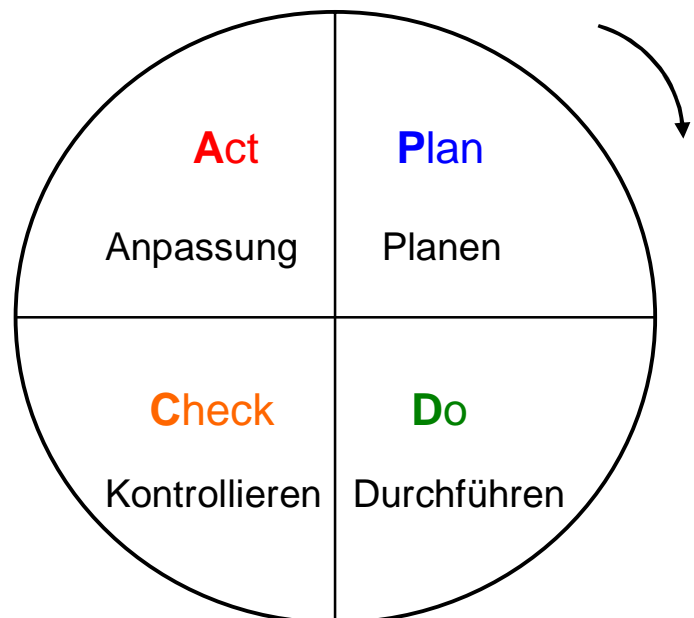 Act
Plan
Anpassung
Planen
Check
Do
Kontrollieren
Durchführen